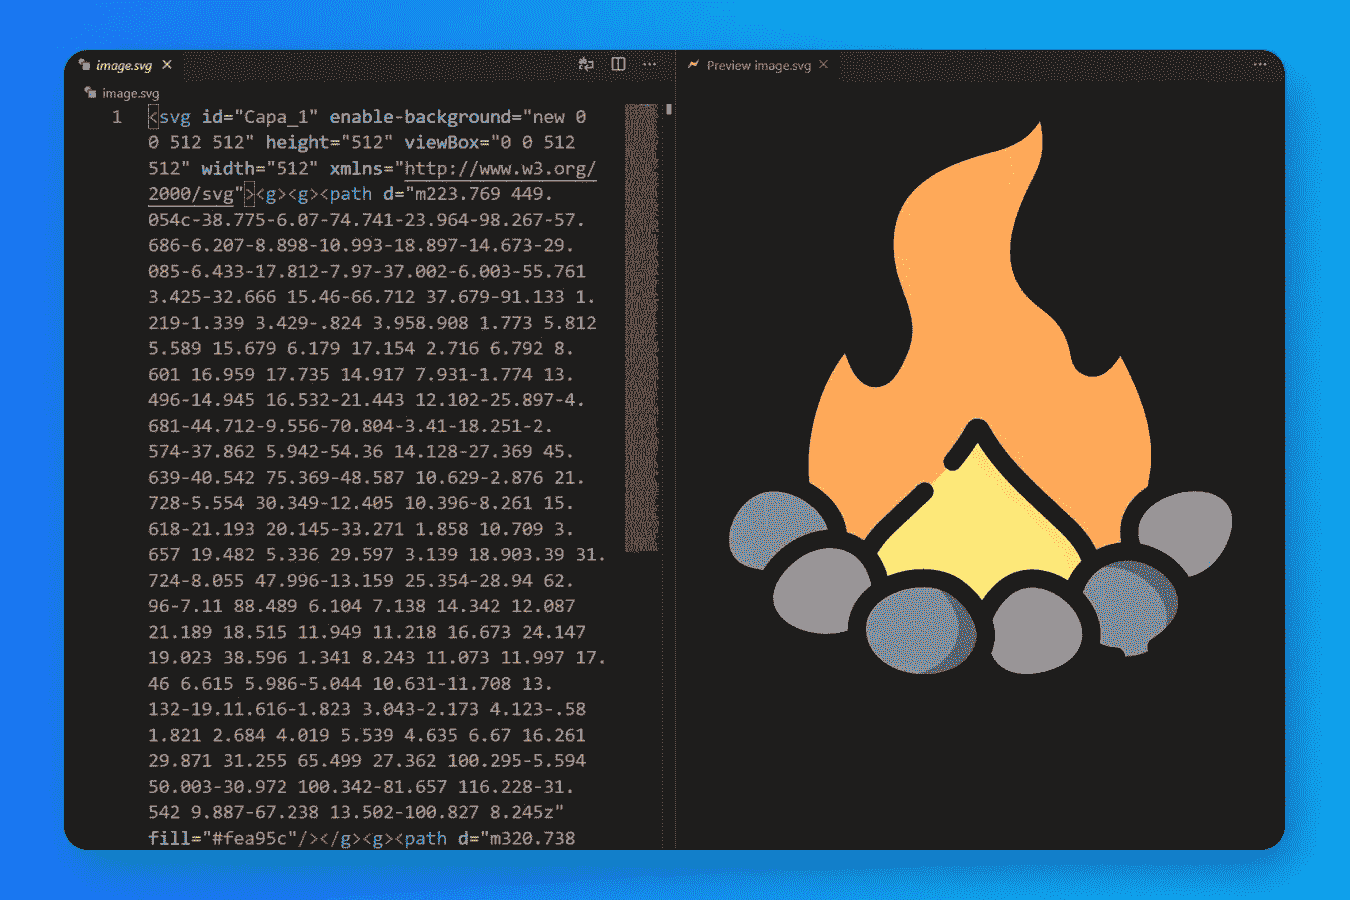 image.svg
Preview image.svg
image.svg
1 <svg id="Capa_1" enable-background="new 0
0 512 512" height="512" viewBox="0 0 512
512" width="512" xmlns="http://www.w3.org/
2000/svg"><g><g><path d="m223.769 449.
054c-38.775-6.07-74.741-23.964-98.267-57.
686-6.207-8.898-10.993-18.897-14.673-29.
085-6.433-17.812-7.97-37.002-6.003-55.761
3.425-32.666 15.46-66.712 37.679-91.133 1.
219-1.339 3.429-.824 3.958.908 1.773 5.812
5.589 15.679 6.179 17.154 2.716 6.792 8.
601 16.959 17.735 14.917 7.931-1.774 13.
496-14.945 16.532-21.443 12.102-25.897-4.
681-44.712-9.556-70.804-3.41-18.251-2.
574-37.862 5.942-54.36 14.128-27.369 45.
639-40.542 75.369-48.587 10.629-2.876 21.
728-5.554 30.349-12.405 10.396-8.261 15.
618-21.193 20.145-33.271 1.858 10.709 3.
657 19.482 5.336 29.597 3.139 18.903.39 31.
724-8.055 47.996-13.159 25.354-28.94 62.
96-7.11 88.489 6.104 7.138 14.342 12.087
21.189 18.515 11.949 11.218 16.673 24.147
19.023 38.596 1.341 8.243 11.073 11.997 17.
46 6.615 5.986-5.044 10.631-11.708 13.
132-19.11.616-1.823 3.043-2.173 4.123-.58
1.821 2.684 4.019 5.539 4.635 6.67 16.261
29.871 31.255 65.499 27.362 100.295-5.594
50.003-30.972 100.342-81.657 116.228-31.
542 9.887-67.238 13.502-100.827 8.245z"
fill="#fea95c"/></g><g><path d="m320.738